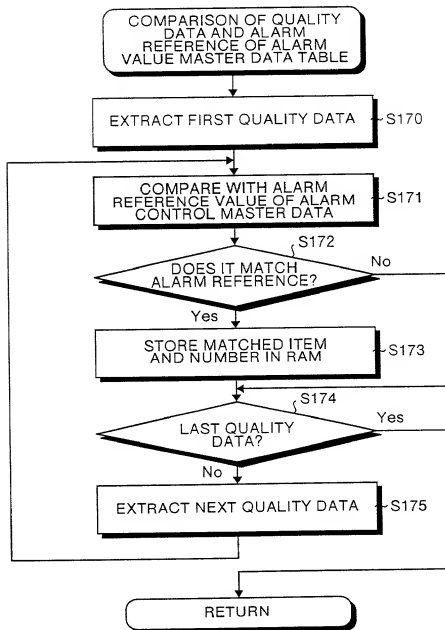 COMPARISON OF QUALITY
DATA AND ALARM
REFERENCE OF ALARM
VALUE MASTER DATA TABLE
EXTRACT FIRST QUALITY DATA
S170
COMPARE WITH ALARM
REFERENCE VALUE OF ALARM
CONTROL MASTER DATA
S171
S172
No
DOES IT MATCH
ALARM REFERENCE?
Yes
STORE MATCHED ITEM
AND NUMBER IN RAM
S173
S174
Yes
LAST QUALITY
DATA?
No
EXTRACT NEXT QUALITY DATA
S175
RETURN